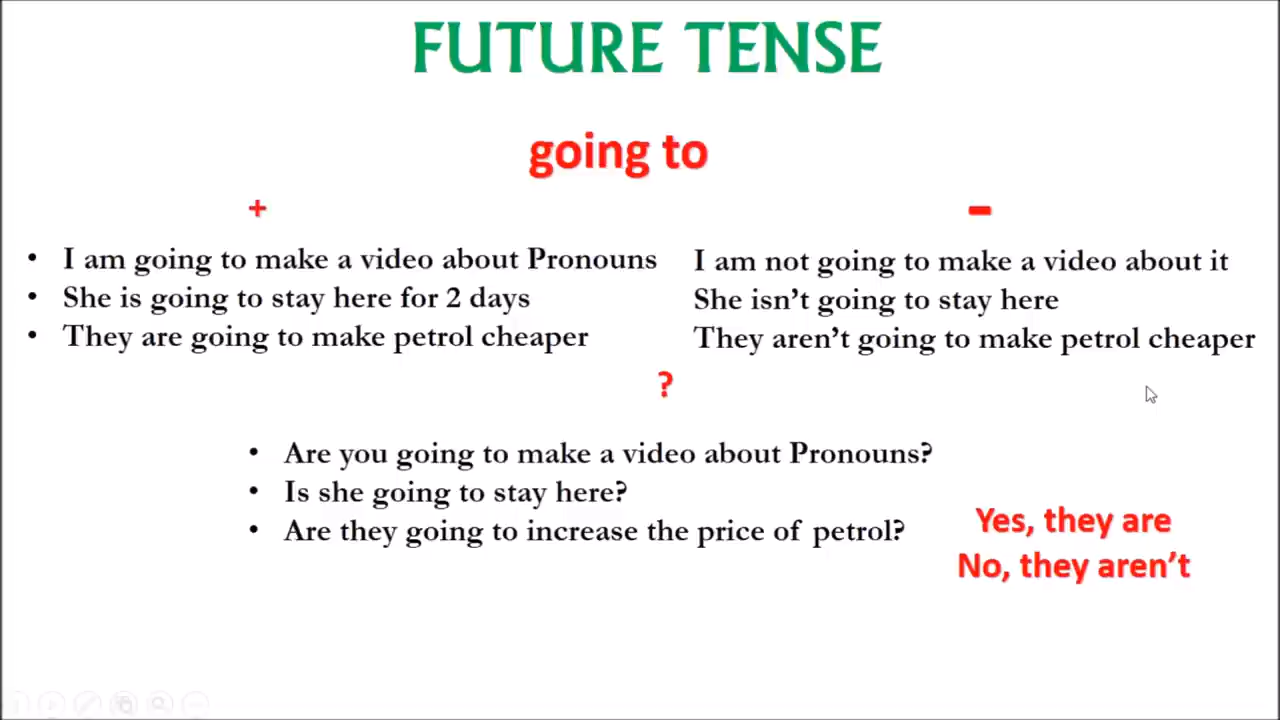 FUTURE TENSE
going to
+
-
• I am going to make a video about Pronouns
• She is going to stay here for 2 days
• They are going to make petrol cheaper
I am not going to make a video about it
She isn’t going to stay here
They aren’t going to make petrol cheaper
?
• Are you going to make a video about Pronouns?
• Is she going to stay here?
• Are they going to increase the price of petrol?
Yes, they are
No, they aren’t